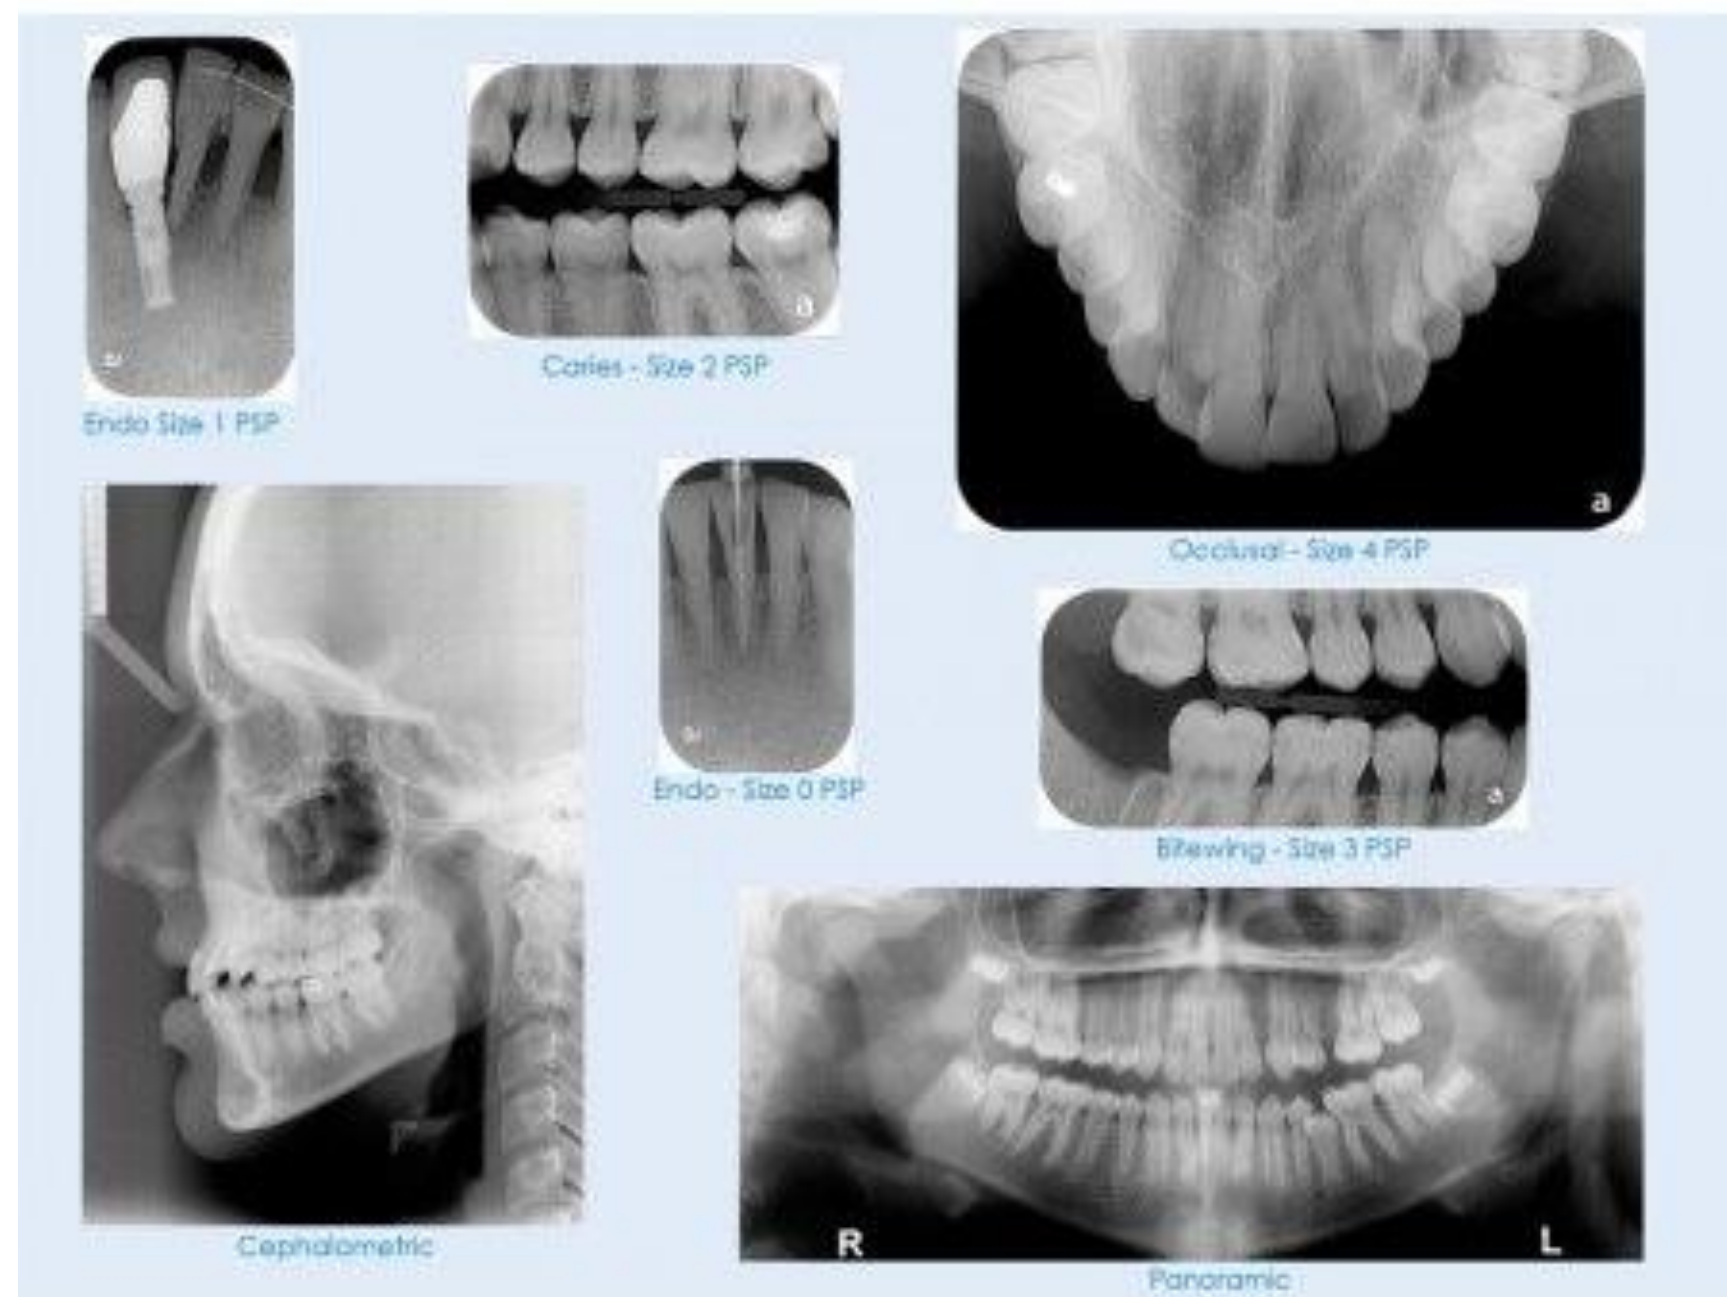 Endo Size 1 PSP
a
Caries - Size 2 PSP
a
Occlusal - Size 4 PSP
a
Endo - Size 0 PSP
a
Bitewing - Size 3 PSP
a
Cephalometric
R
L
Panoramic